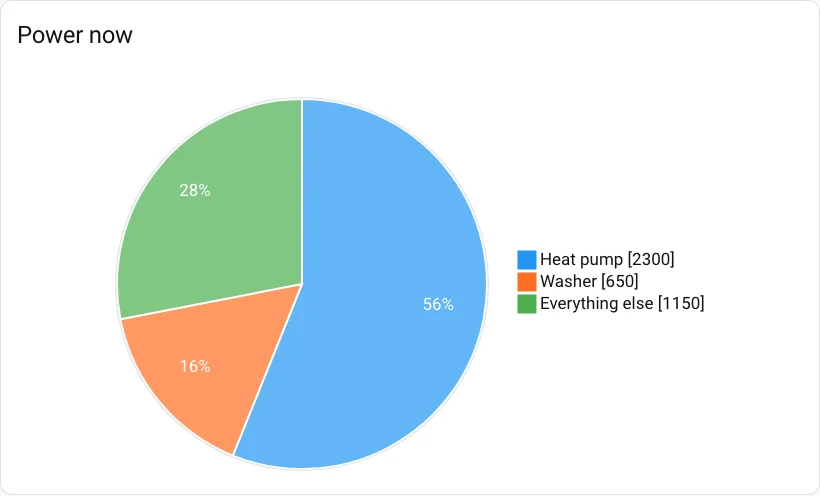 Power now
28%
56%
16%
Heat pump [2300]
Washer [650]
Everything else [1150]